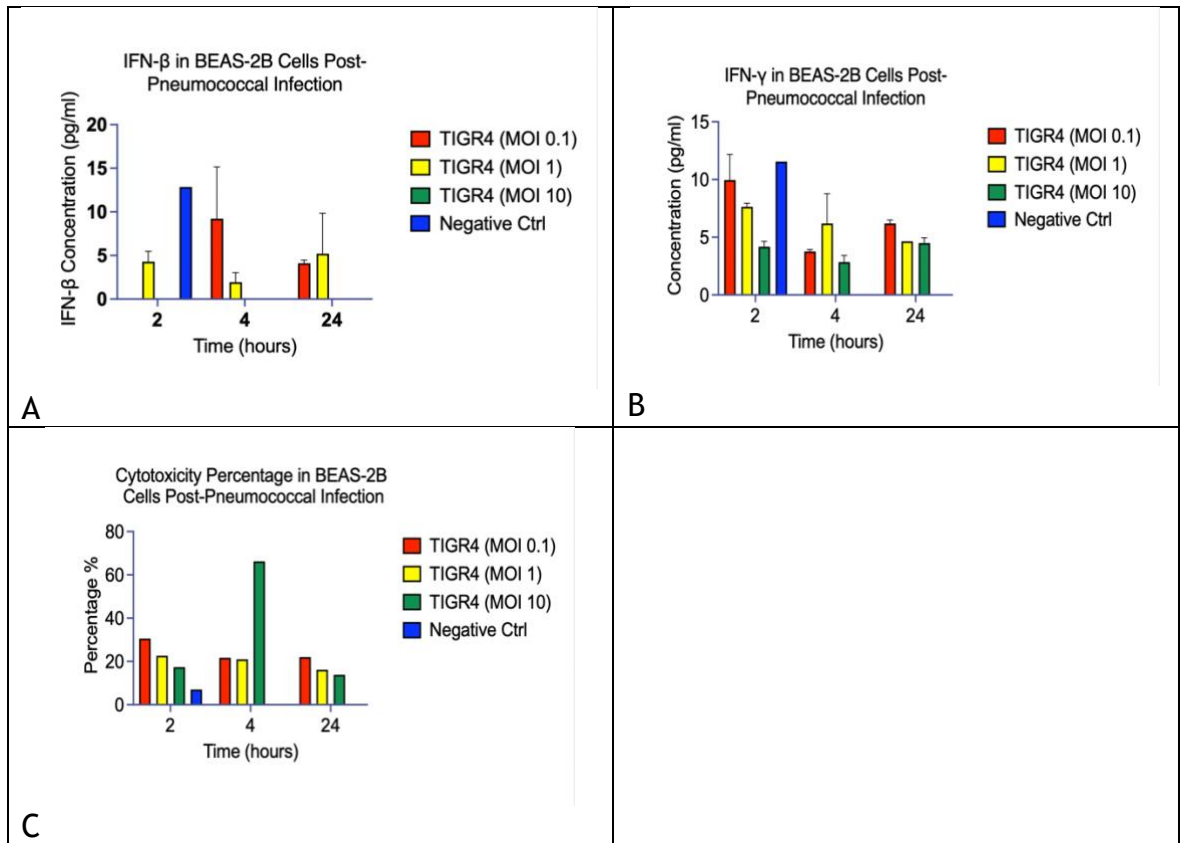 IFN-β in BEAS-2B Cells Post-
Pneumococcal Infection
IFN-β Concentration (pg/ml)
20
15
10
5
0
2
4
24
Time (hours)
TIGR4 (MOI 0.1)
TIGR4 (MOI 1)
TIGR4 (MOI 10)
Negative Ctrl
A
IFN-γ in BEAS-2B Cells Post-
Pneumococcal Infection
Concentration (pg/ml)
15
10
5
0
2
4
24
Time (hours)
TIGR4 (MOI 0.1)
TIGR4 (MOI 1)
TIGR4 (MOI 10)
Negative Ctrl
B
Cytotoxicity Percentage in BEAS-2B
Cells Post-Pneumococcal Infection
Percentage %
80
60
40
20
0
2
4
24
Time (hours)
TIGR4 (MOI 0.1)
TIGR4 (MOI 1)
TIGR4 (MOI 10)
Negative Ctrl
C